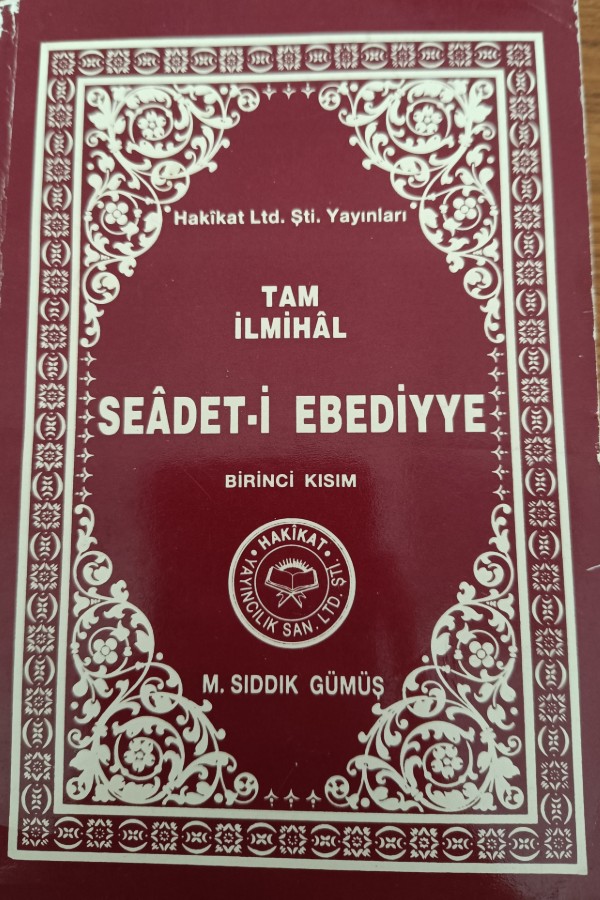 Hakîkat Ltd. Şti. Yayınları
TAM
İLMİHÂL
SEÂDET-İ EBEDİYYE
BİRİNCİ KISIM
• HAKÎKAT •
YAYINCILIK SAN. LTD. ŞTİ.
M. SIDDIK GÜMÜŞ